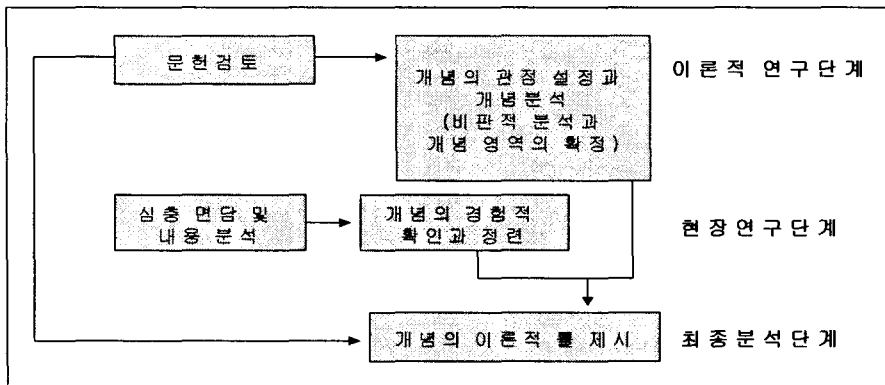 문헌검토
개념의 관정 설정과
개념분석
(비판적 분석과
개념 영역의 확정)
이론적 연구단계
심층 면담 및
내용 분석
개념의 경험적
확인과 정련
현장연구단계
개념의 이론적 틀 제시
최종분석단계